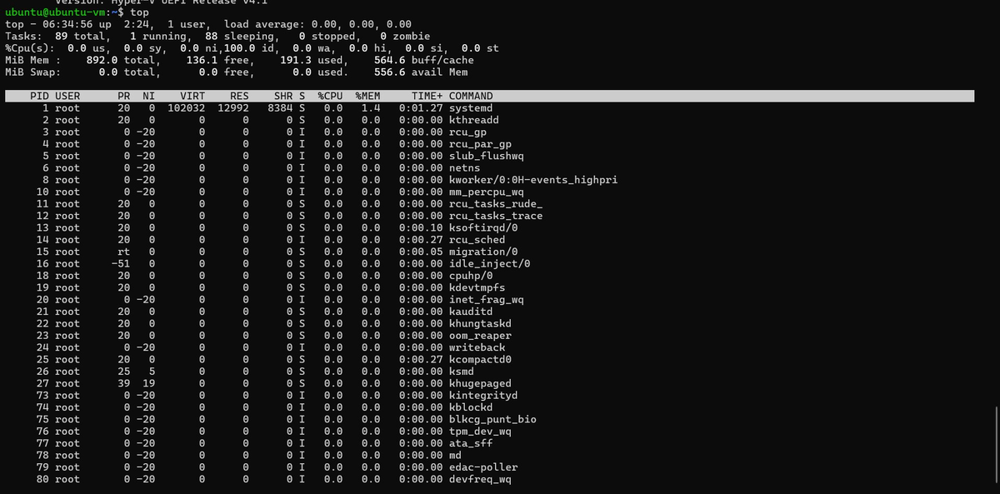 Version: Hyper-V UEFI Release v4.1
ubuntu@ubuntu-vm:~$ top
top - 06:34:56 up  2:24,  1 user,  load average: 0.00, 0.00, 0.00
Tasks:  89 total,   1 running,  88 sleeping,   0 stopped,   0 zombie
%Cpu(s):  0.0 us,  0.0 sy,  0.0 ni,100.0 id,  0.0 wa,  0.0 hi,  0.0 si,  0.0 st
MiB Mem :    892.0 total,    136.1 free,    191.3 used,    564.6 buff/cache
MiB Swap:      0.0 total,      0.0 free,      0.0 used.    556.6 avail Mem
PID USER      PR  NI    VIRT    RES    SHR S  %CPU  %MEM     TIME+ COMMAND
1 root      20   0  102032  12992   8384 S   0.0   1.4   0:01.27 systemd
2 root      20   0       0      0      0 S   0.0   0.0   0:00.00 kthreadd
3 root       0 -20       0      0      0 I   0.0   0.0   0:00.00 rcu_gp
4 root       0 -20       0      0      0 I   0.0   0.0   0:00.00 rcu_par_gp
5 root       0 -20       0      0      0 I   0.0   0.0   0:00.00 slub_flushwq
6 root       0 -20       0      0      0 I   0.0   0.0   0:00.00 netns
8 root       0 -20       0      0      0 I   0.0   0.0   0:00.00 kworker/0:0H-events_highpri
10 root       0 -20       0      0      0 I   0.0   0.0   0:00.00 mm_percpu_wq
11 root      20   0       0      0      0 S   0.0   0.0   0:00.00 rcu_tasks_rude_
12 root      20   0       0      0      0 S   0.0   0.0   0:00.00 rcu_tasks_trace
13 root      20   0       0      0      0 S   0.0   0.0   0:00.10 ksoftirqd/0
14 root      20   0       0      0      0 I   0.0   0.0   0:00.27 rcu_sched
15 root      rt   0       0      0      0 S   0.0   0.0   0:00.05 migration/0
16 root     -51   0       0      0      0 S   0.0   0.0   0:00.00 idle_inject/0
18 root      20   0       0      0      0 S   0.0   0.0   0:00.00 cpuhp/0
19 root      20   0       0      0      0 S   0.0   0.0   0:00.00 kdevtmpfs
20 root       0 -20       0      0      0 I   0.0   0.0   0:00.00 inet_frag_wq
21 root      20   0       0      0      0 S   0.0   0.0   0:00.00 kauditd
22 root      20   0       0      0      0 S   0.0   0.0   0:00.00 khungtaskd
23 root      20   0       0      0      0 S   0.0   0.0   0:00.00 oom_reaper
24 root       0 -20       0      0      0 I   0.0   0.0   0:00.00 writeback
25 root      20   0       0      0      0 S   0.0   0.0   0:00.27 kcompactd0
26 root      25   5       0      0      0 S   0.0   0.0   0:00.00 ksmd
27 root      39  19       0      0      0 S   0.0   0.0   0:00.00 khugepaged
73 root       0 -20       0      0      0 I   0.0   0.0   0:00.00 kintegrityd
74 root       0 -20       0      0      0 I   0.0   0.0   0:00.00 kblockd
75 root       0 -20       0      0      0 I   0.0   0.0   0:00.00 blkcg_punt_bio
76 root       0 -20       0      0      0 I   0.0   0.0   0:00.00 tpm_dev_wq
77 root       0 -20       0      0      0 I   0.0   0.0   0:00.00 ata_sff
78 root       0 -20       0      0      0 I   0.0   0.0   0:00.00 md
79 root       0 -20       0      0      0 I   0.0   0.0   0:00.00 edac-poller
80 root       0 -20       0      0      0 I   0.0   0.0   0:00.00 devfreq_wq